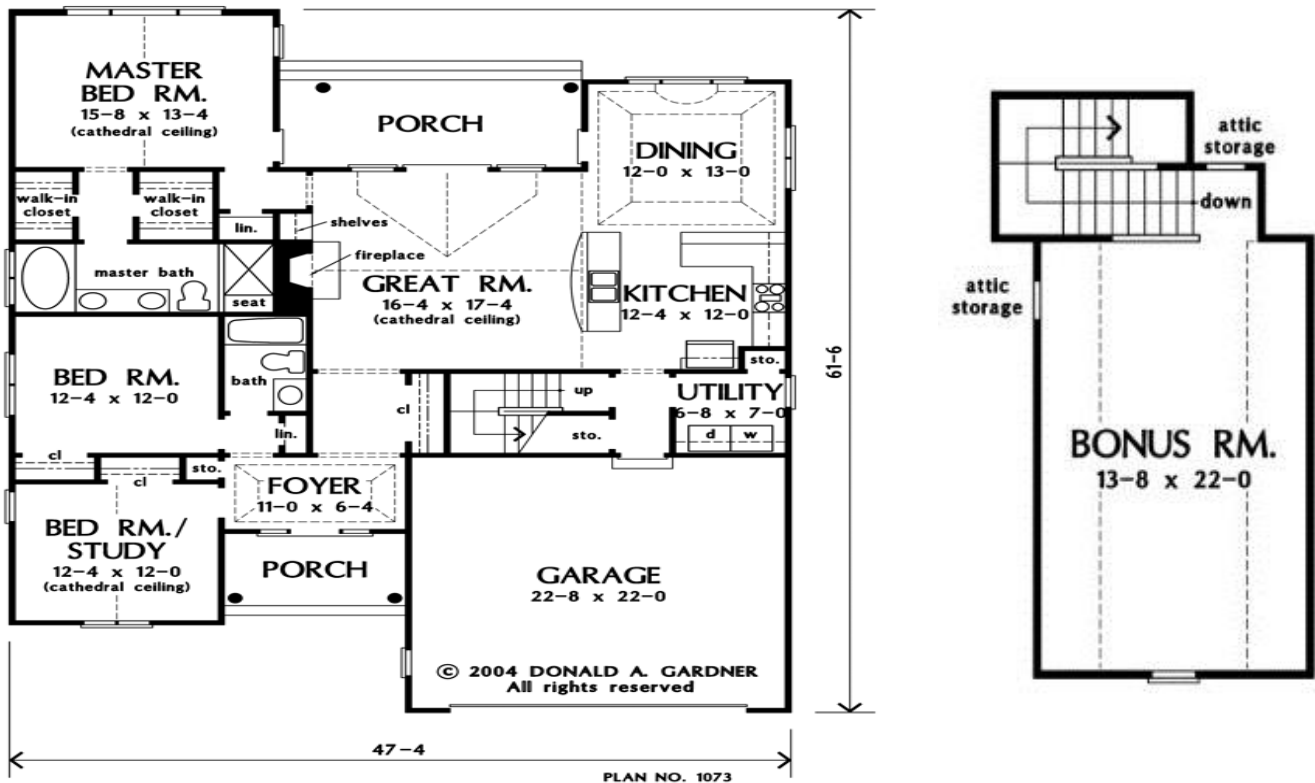 MASTER
BED RM.
15-8 x 13-4
(cathedral ceiling)
PORCH
DINING
12-0 x 13-0
walk-in
closet
walk-in
closet
lin.
shelves
fireplace
master bath
seat
GREAT RM.
16-4 x 17-4
(cathedral ceiling)
KITCHEN
12-4 x 12-0
sto.
BED RM.
12-4 x 12-0
bath
lin.
cl
up
sto.
UTILITY
6-8 x 7-0
d w
cl
cl
sto.
FOYER
11-0 x 6-4
BED RM./
STUDY
12-4 x 12-0
(cathedral ceiling)
PORCH
GARAGE
22-8 x 22-0
© 2004 DONALD A. GARDNER
All rights reserved
61-6
47-4
PLAN NO. 1073
attic
storage
down
attic
storage
BONUS RM.
13-8 x 22-0